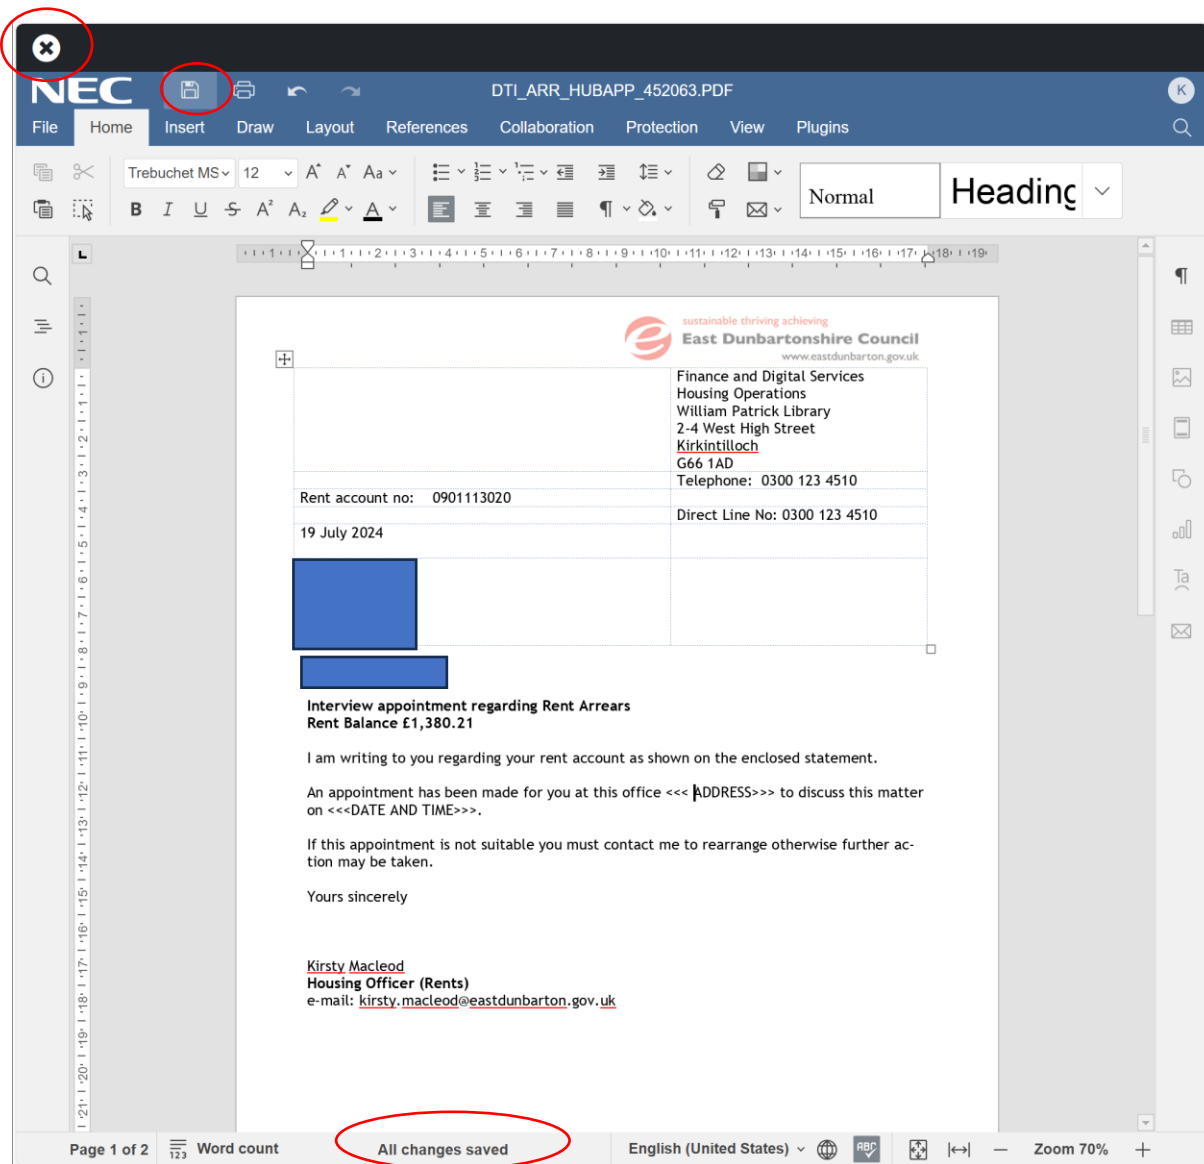 NEC
DTI_ARR_HUBAPP_452063.PDF
K
File Home Insert Draw Layout References Collaboration Protection View Plugins
Trebuchet MS 12 Normal Heading
sustainable thriving achieving
East Dunbartonshire Council
www.eastdunbarton.gov.uk
Finance and Digital Services
Housing Operations
William Patrick Library
2-4 West High Street
Kirkintilloch
G66 1AD
Telephone: 0300 123 4510
Rent account no: 0901113020
Direct Line No: 0300 123 4510
19 July 2024
Interview appointment regarding Rent Arrears
Rent Balance £1,380.21
I am writing to you regarding your rent account as shown on the enclosed statement.
An appointment has been made for you at this office <<< ADDRESS>>> to discuss this matter
on <<<DATE AND TIME>>>.
If this appointment is not suitable you must contact me to rearrange otherwise further ac-
tion may be taken.
Yours sincerely
Kirsty Macleod
Housing Officer (Rents)
e-mail: kirsty.macleod@eastdunbarton.gov.uk
Page 1 of 2 Word count All changes saved English (United States) Zoom 70%